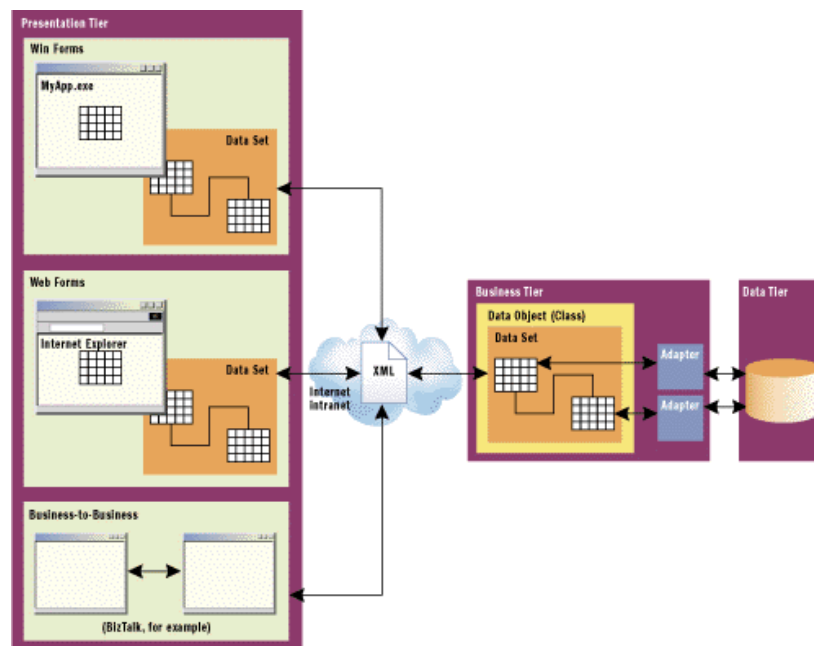 Presentation Tier
Win Forms
MyApp.exe
Data Set
Web Forms
Internet Explorer
Data Set
Business-to-Business
(BizTalk, for example)
XML
Internet
Intranet
Business Tier
Data Object (Class)
Data Set
Adapter
Adapter
Data Tier